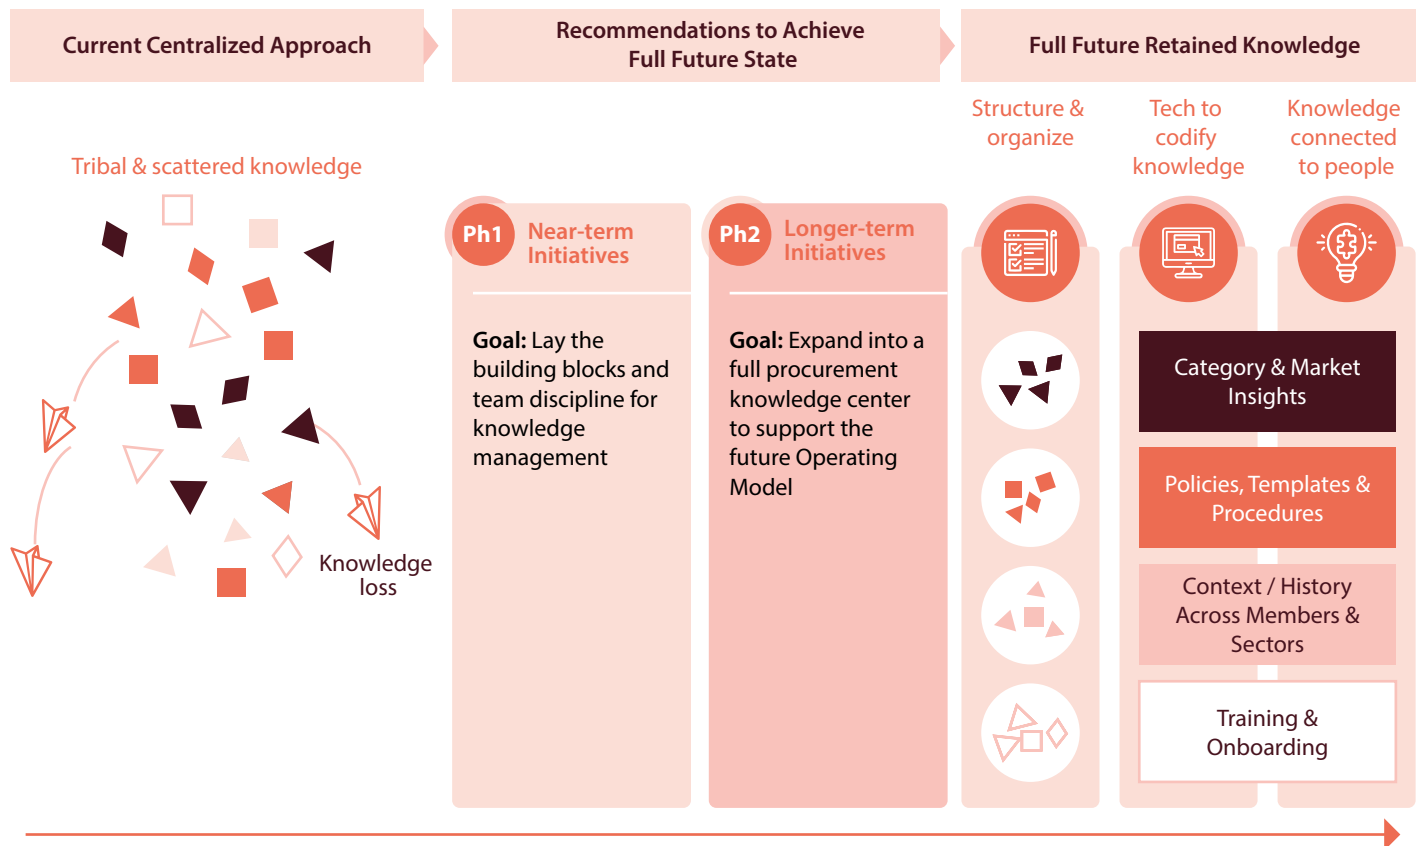 Current Centralized Approach
Recommendations to Achieve
Full Future State
Full Future Retained Knowledge
Tribal & scattered knowledge
Knowledge
loss
Ph1
Near-term
Initiatives
Goal: Lay the
building blocks and
team discipline for
knowledge
management
Ph2
Longer-term
Initiatives
Goal: Expand into a
full procurement
knowledge center
to support the
future Operating
Model
Structure &
organize
Tech to
codify
knowledge
Knowledge
connected
to people
Category & Market
Insights
Policies, Templates &
Procedures
Context / History
Across Members &
Sectors
Training &
Onboarding